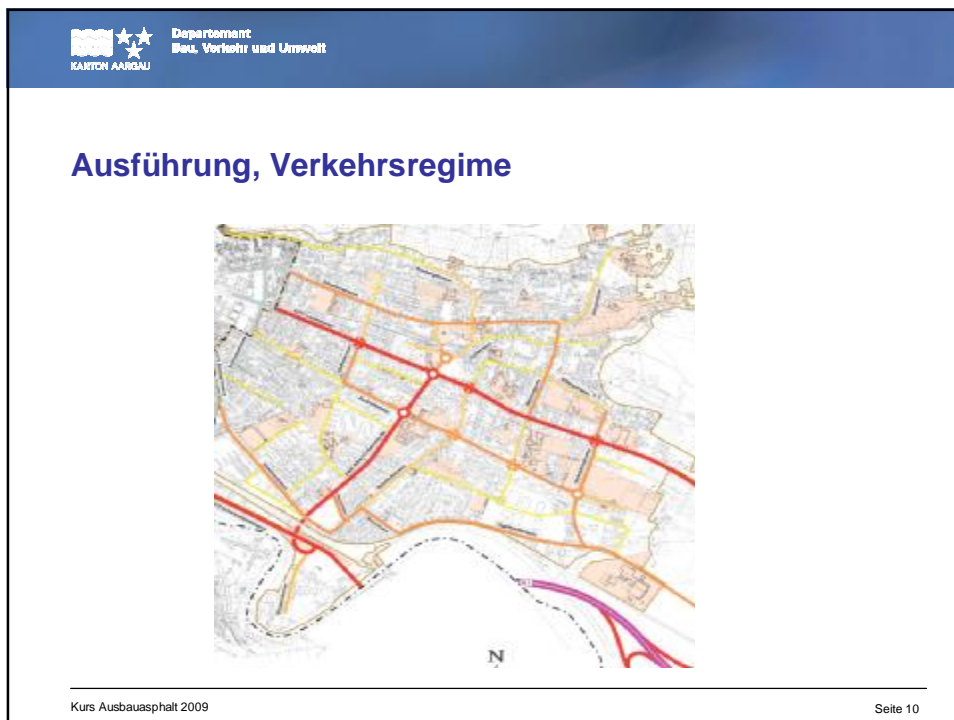 Departement
Bau, Verkehr und Umwelt
KANTON AARGAU
Ausführung, Verkehrsregime
N
Kurs Ausbauasphalt 2009
Seite 10